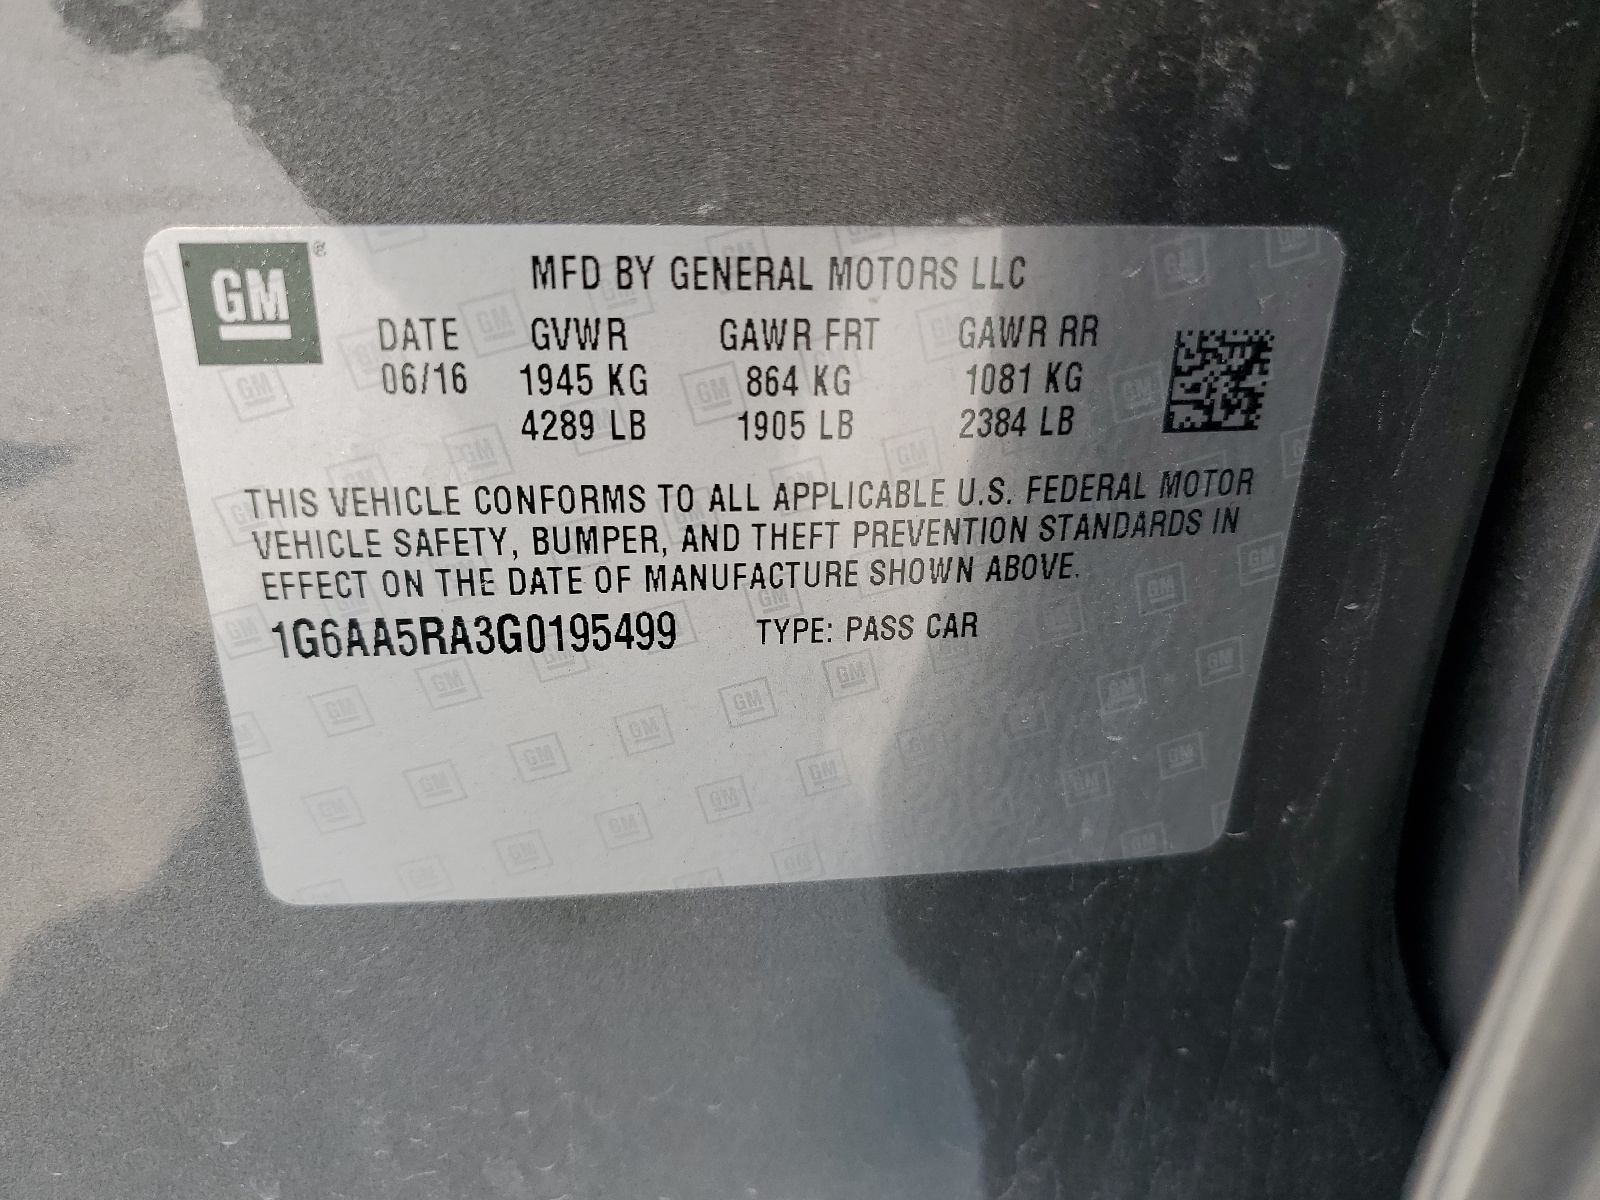 GM®
MFD BY GENERAL MOTORS LLC
DATE GVWR GAWR FRT GAWR RR
06/16 1945 KG 864 KG 1081 KG
4289 LB 1905 LB 2384 LB
THIS VEHICLE CONFORMS TO ALL APPLICABLE U.S. FEDERAL MOTOR
VEHICLE SAFETY, BUMPER, AND THEFT PREVENTION STANDARDS IN
EFFECT ON THE DATE OF MANUFACTURE SHOWN ABOVE.
1G6AA5RA3G0195499 TYPE: PASS CAR